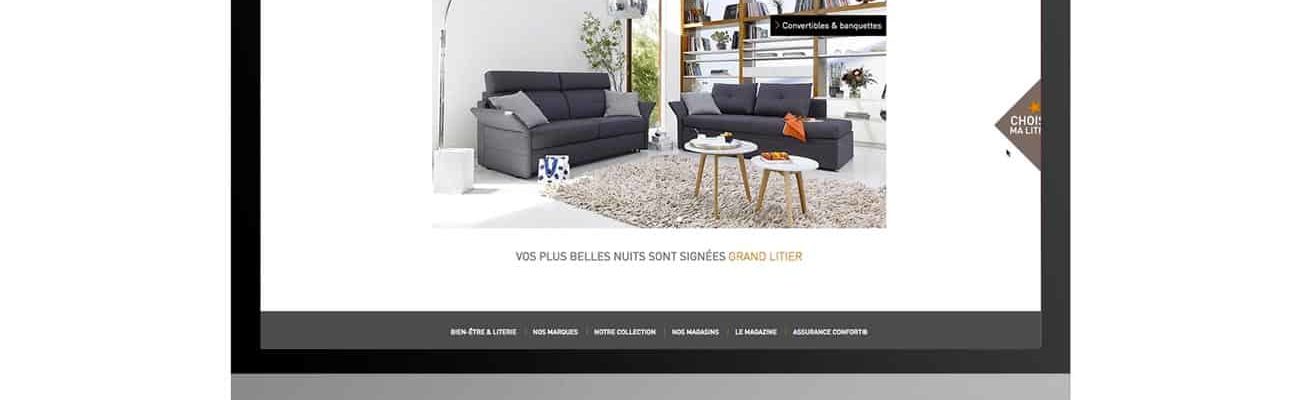 > Convertibles & banquettes
CHOIS
MA LIT
VOS PLUS BELLES NUITS SONT SIGNÉES GRAND LITIER
BIEN-ÊTRE & LITERIE | NOS MARQUES | NOTRE COLLECTION | NOS MAGASINS | LE MAGAZINE | ASSURANCE CONFORT®